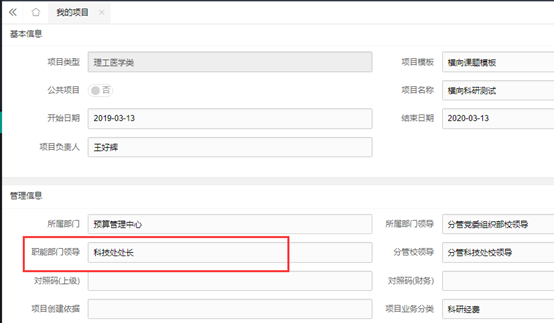 我的项目
基本信息
项目类型 理工医学类 项目模板 横向课题模板
公共项目 否 项目名称 横向科研测试
开始日期 2019-03-13 结束日期 2020-03-13
项目负责人 王好辉
管理信息
所属部门 预算管理中心 所属部门领导 分管党委组织部校领导
职能部门领导 科技处处长 分管校领导 分管科技处校领导
对照码(上级) 对照码(财务)
项目创建依据 项目业务分类 科研经费